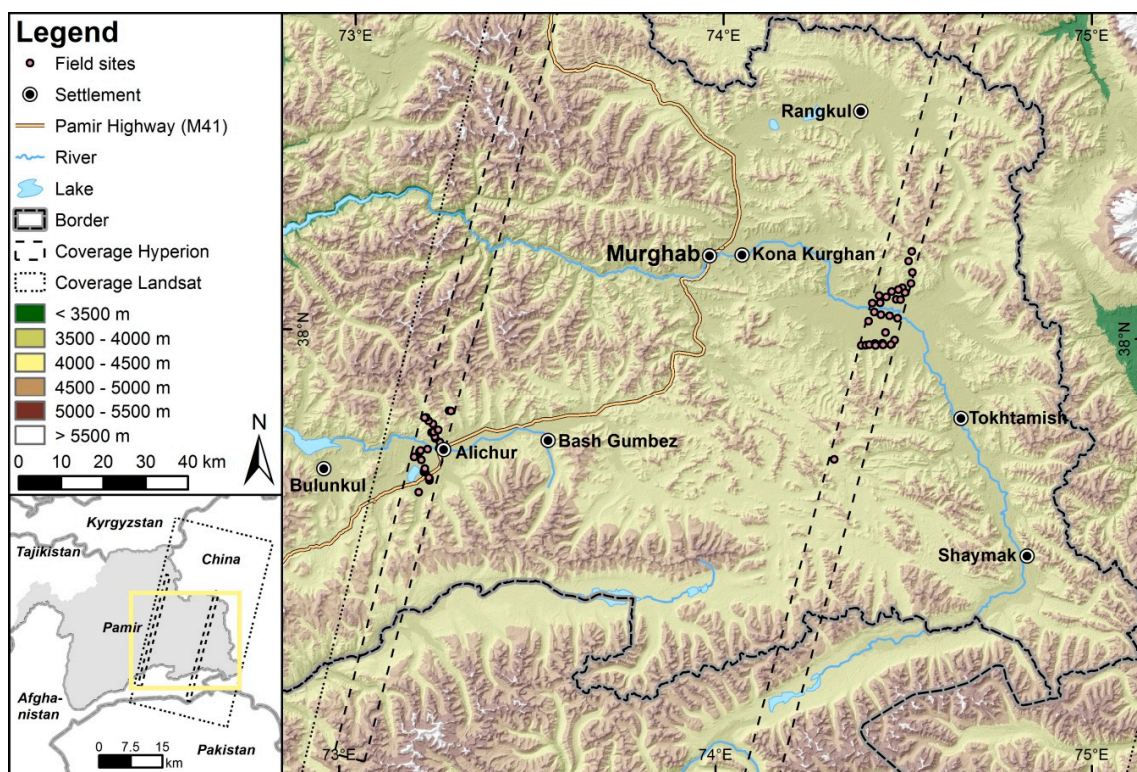 Legend
Field sites
Settlement
Pamir Highway (M41)
River
Lake
Border
Coverage Hyperion
Coverage Landsat
< 3500 m
3500 - 4000 m
4000 - 4500 m
4500 - 5000 m
5000 - 5500 m
> 5500 m
N
0 10 20 30 40 km
Kyrgyzstan
Tajikistan
China
Pamir
Afgha-
nistan
Pakistan
0 7.5 15
km
73°E
74°E
75°E
Rangkul
Murghab
Kona Kurghan
38°N
38°N
Tokhtamish
Bash Gumbez
Alichur
Bulunkul
Shaymak
73°E
74°E
75°E